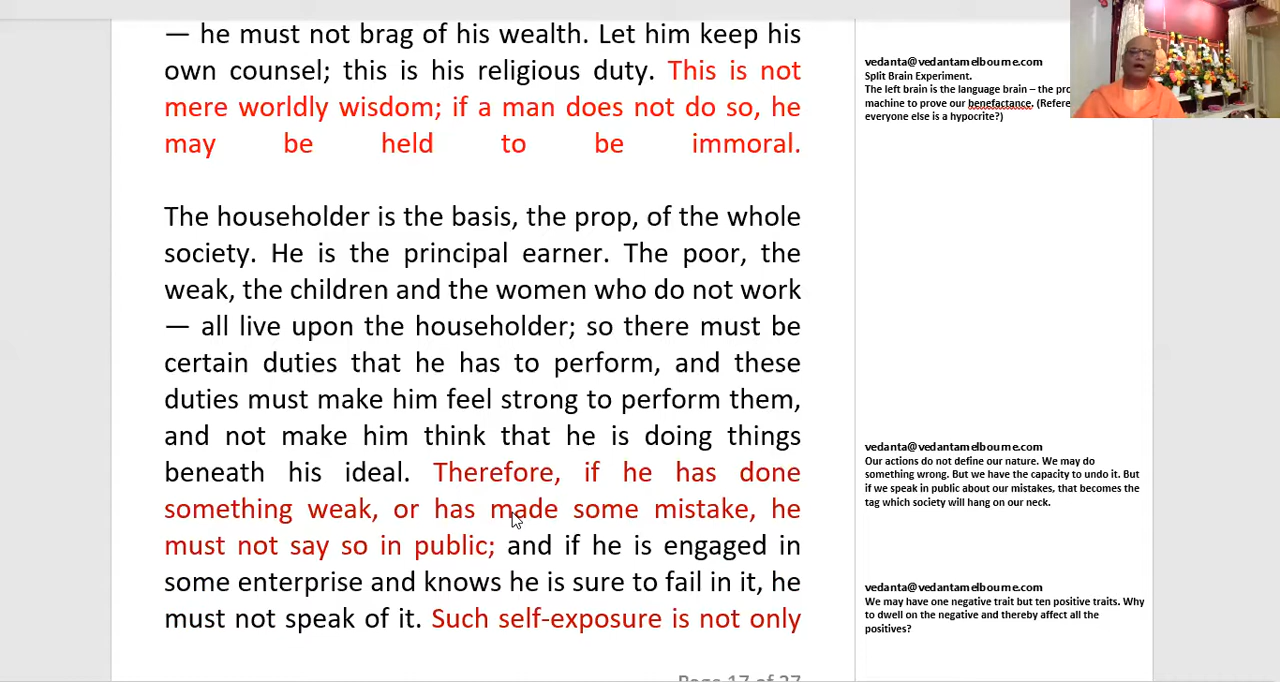 — he must not brag of his wealth. Let him keep his
own counsel; this is his religious duty. This is not
mere worldly wisdom; if a man does not do so, he
may be held to be immoral.
The householder is the basis, the prop, of the whole
society. He is the principal earner. The poor, the
weak, the children and the women who do not work
— all live upon the householder; so there must be
certain duties that he has to perform, and these
duties must make him feel strong to perform them,
and not make him think that he is doing things
beneath his ideal. Therefore, if he has done
something weak, or has made some mistake, he
must not say so in public; and if he is engaged in
some enterprise and knows he is sure to fail in it, he
must not speak of it. Such self-exposure is not only
Page 17 of 27
vedanta@vedantamelbourne.com
Split Brain Experiment.
The left brain is the language brain – the
machine to prove our benefactance.
everyone else is a hypocrite?)
vedanta@vedantamelbourne.com
Our actions do not define our nature. We may do
something wrong. But we have the capacity to undo it. But
if we speak in public about our mistakes, that becomes the
tag which society will hang on our neck.
vedanta@vedantamelbourne.com
We may have one negative trait but ten positive traits. Why
to dwell on the negative and thereby affect all the
positives?